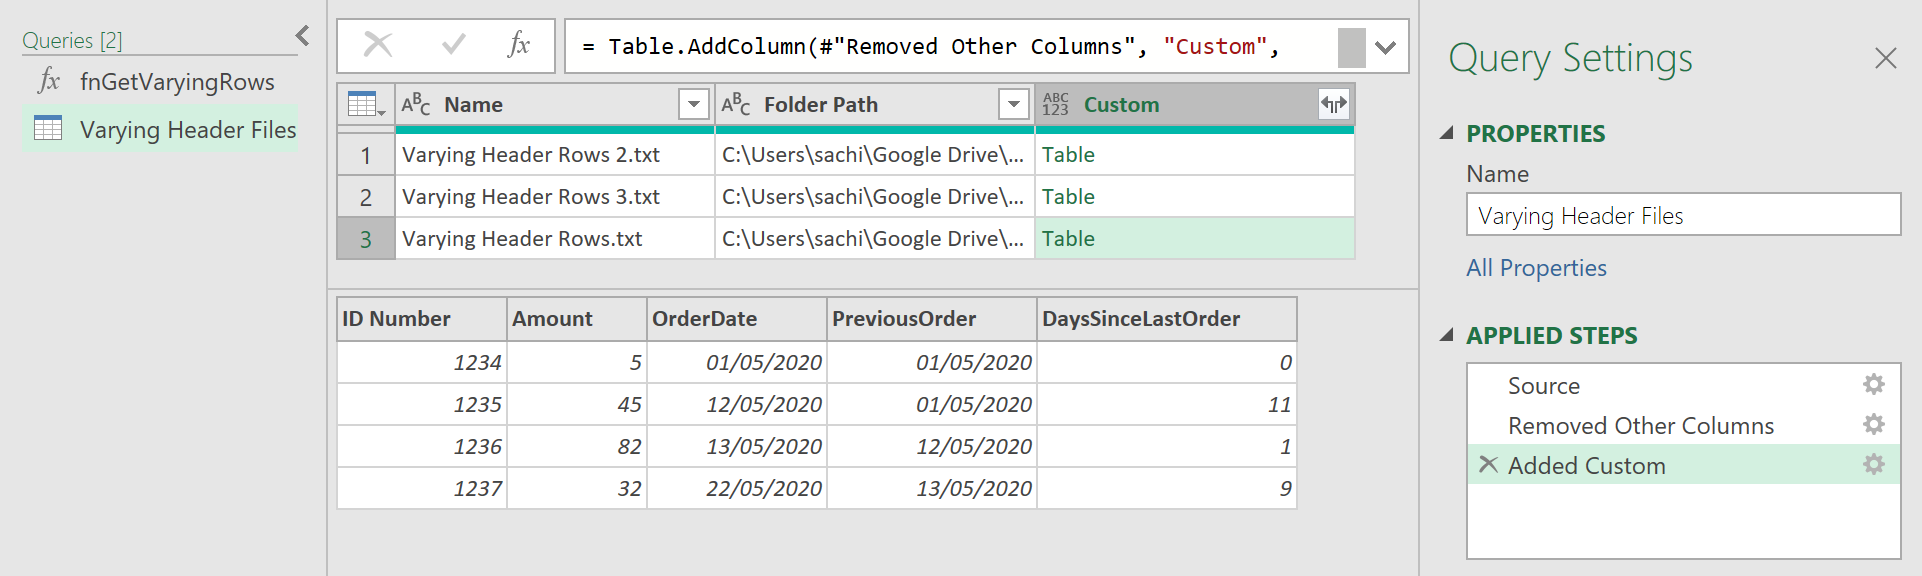 Queries [2]
fx fnGetVaryingRows
Varying Header Files
fx
= Table.AddColumn(#"Removed Other Columns", "Custom",
ABC Name ABC Folder Path ABC 123 Custom
1 Varying Header Rows 2.txt C:\Users\sachi\Google Drive\... Table
2 Varying Header Rows 3.txt C:\Users\sachi\Google Drive\... Table
3 Varying Header Rows.txt C:\Users\sachi\Google Drive\... Table
ID Number Amount OrderDate PreviousOrder DaysSinceLastOrder
1234 5 01/05/2020 01/05/2020 0
1235 45 12/05/2020 01/05/2020 11
1236 82 13/05/2020 12/05/2020 1
1237 32 22/05/2020 13/05/2020 9
Query Settings
PROPERTIES
Name
Varying Header Files
All Properties
APPLIED STEPS
Source
Removed Other Columns
Added Custom